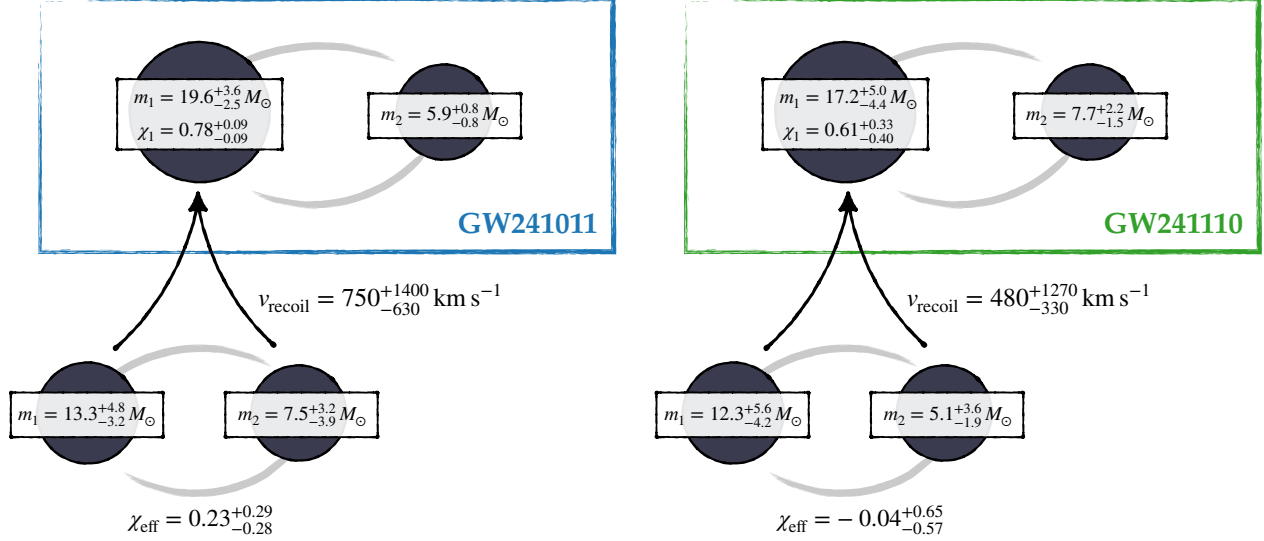 m₁ = 19.6⁺³·⁶₋₂.₅ M⊙
χ₁ = 0.78⁺⁰·⁰⁹₋₀.₀₉
m₂ = 5.9⁺⁰·⁸₋₀.₈ M⊙
GW241011
v_recoil = 750⁺¹⁴⁰⁰₋₆₃₀ km s⁻¹
m₁ = 13.3⁺⁴·⁸₋₃.₂ M⊙
m₂ = 7.5⁺³·²₋₃.₉ M⊙
χ_eff = 0.23⁺⁰·²⁹₋₀.₂₈
m₁ = 17.2⁺⁵·⁰₋₄.₄ M⊙
χ₁ = 0.61⁺⁰·³³₋₀.₄₀
m₂ = 7.7⁺²·²₋₁.₅ M⊙
GW241110
v_recoil = 480⁺¹²⁷⁰₋₃₃₀ km s⁻¹
m₁ = 12.3⁺⁵·⁶₋₄.₂ M⊙
m₂ = 5.1⁺³·⁶₋₁.₉ M⊙
χ_eff = − 0.04⁺⁰·⁶⁵₋₀.₅₇